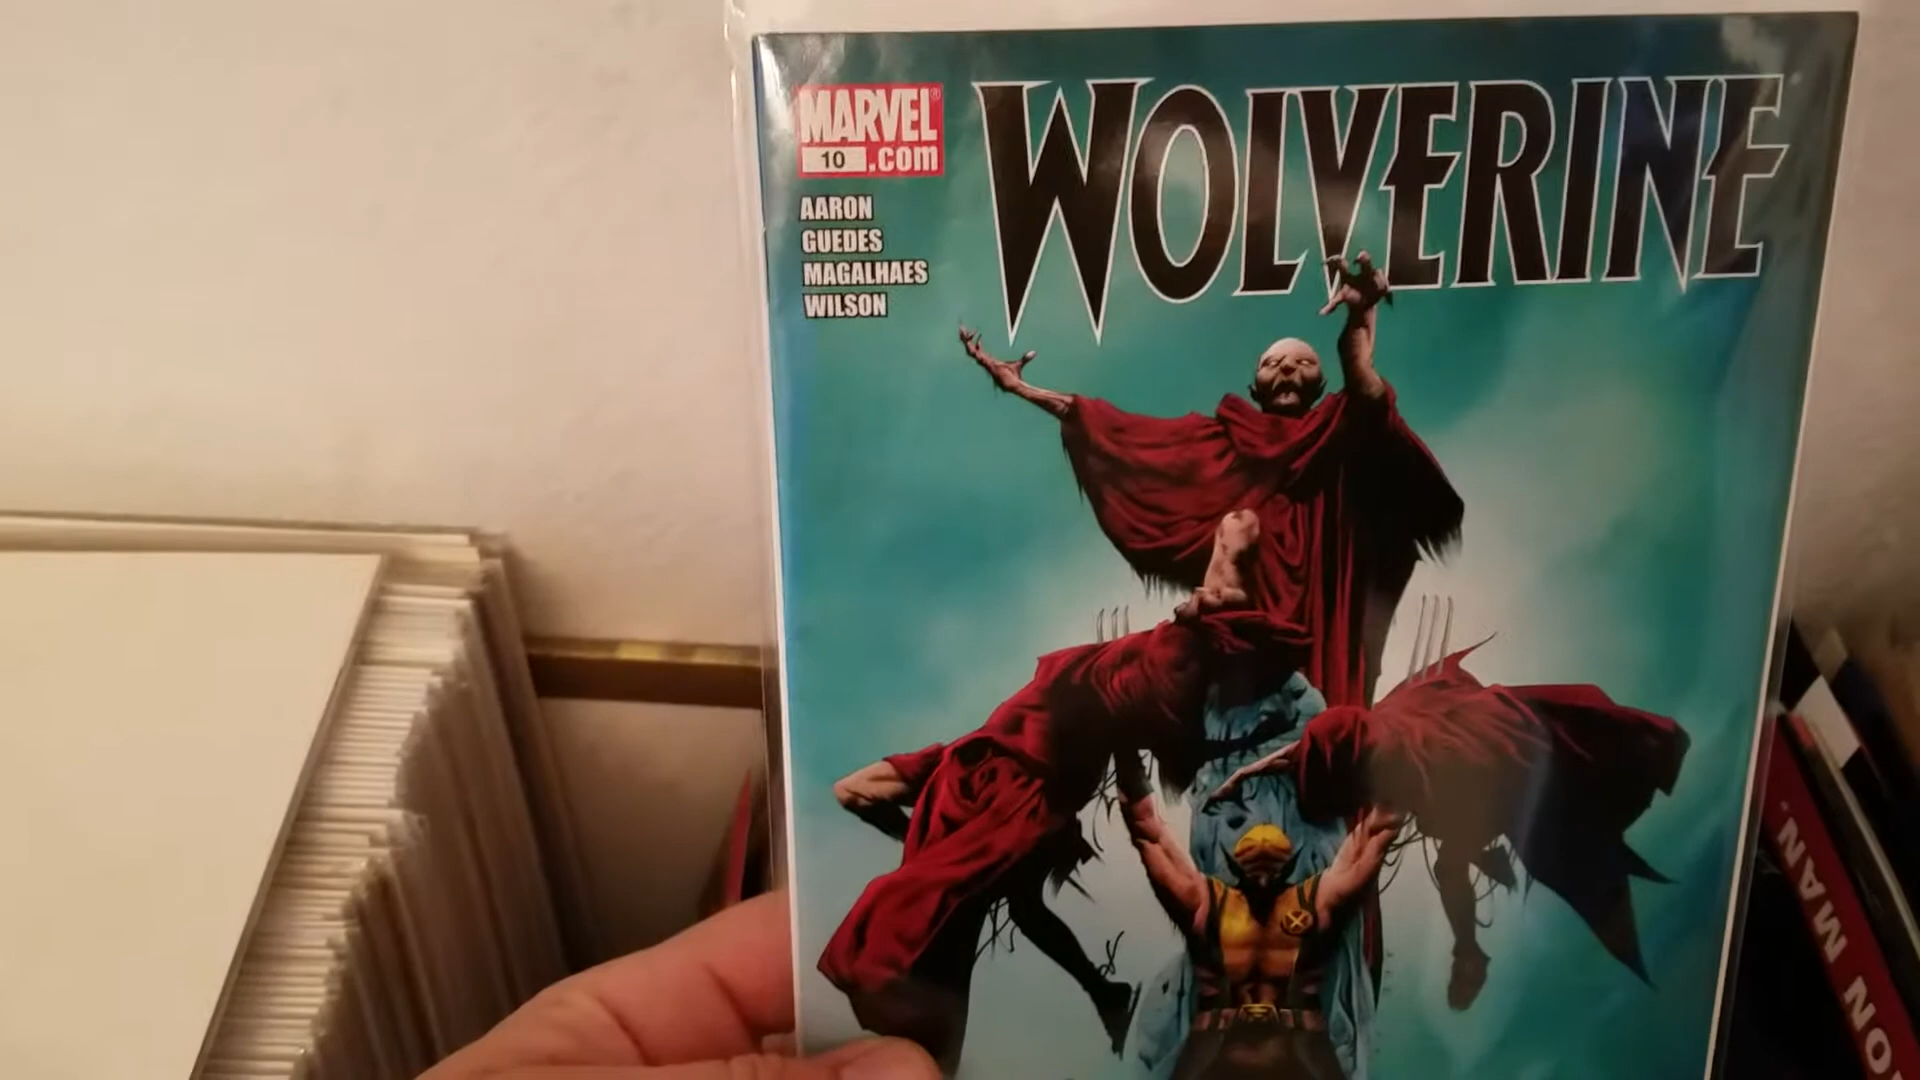 MARVEL®
10 .com
WOLVERINE
AARON
GUEDES
MAGALHAES
WILSON
ON MAN.